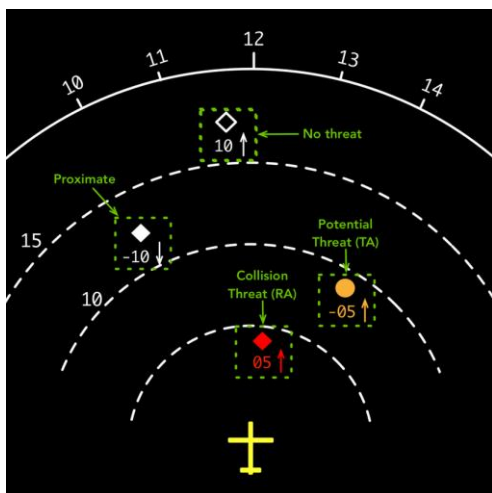 12
11
13
10
14
10 ↑
No threat
Proximate
15
-10 ↓
Potential
Threat (TA)
10
Collision
Threat (RA)
-05 ↑
05 ↑